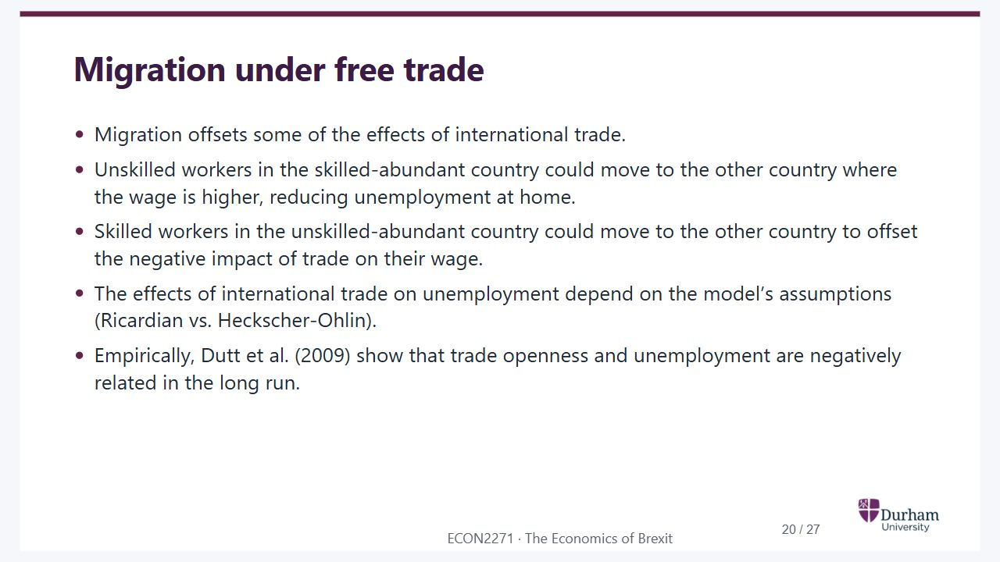 Migration under free trade
• Migration offsets some of the effects of international trade.
• Unskilled workers in the skilled-abundant country could move to the other country where
the wage is higher, reducing unemployment at home.
• Skilled workers in the unskilled-abundant country could move to the other country to offset
the negative impact of trade on their wage.
• The effects of international trade on unemployment depend on the model’s assumptions
(Ricardian vs. Heckscher-Ohlin).
• Empirically, Dutt et al. (2009) show that trade openness and unemployment are negatively
related in the long run.
ECON2271 · The Economics of Brexit
20 / 27
Durham
University